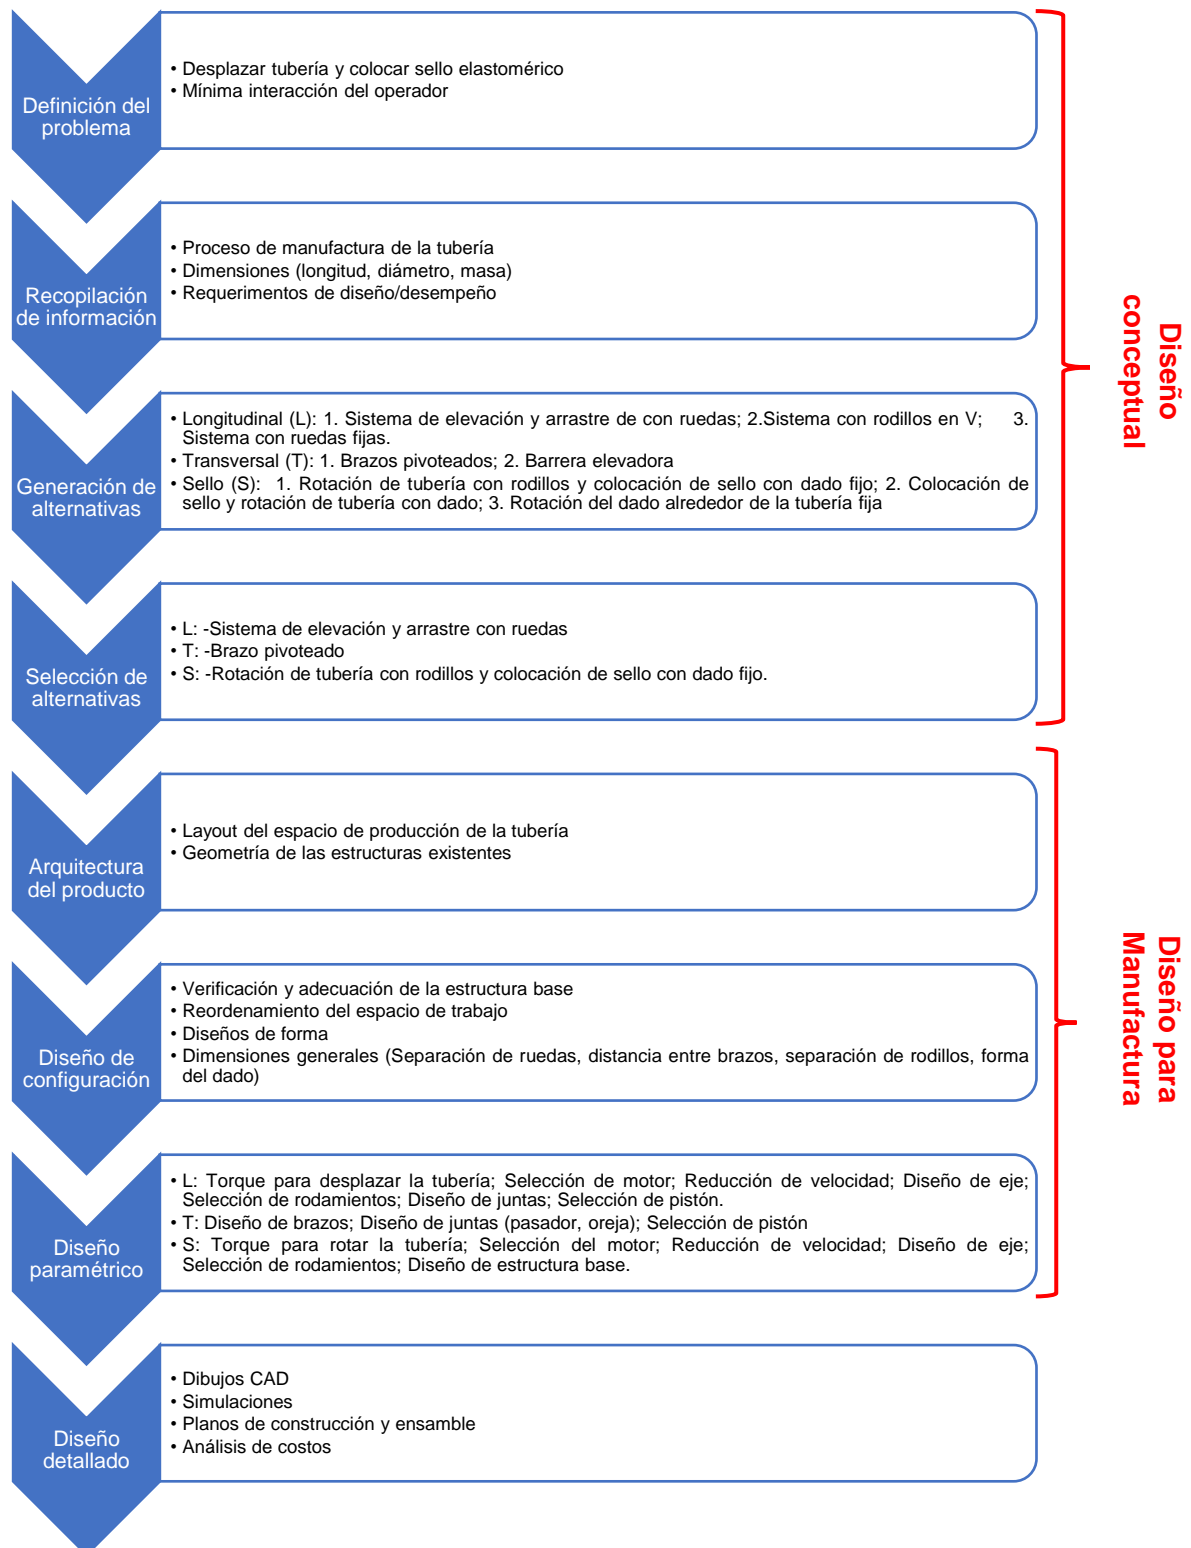 Definición del
problema
• Desplazar tubería y colocar sello elastomérico
• Mínima interacción del operador
Recopilación
de información
• Proceso de manufactura de la tubería
• Dimensiones (longitud, diámetro, masa)
• Requerimentos de diseño/desempeño
Generación de
alternativas
• Longitudinal (L): 1. Sistema de elevación y arrastre de con ruedas; 2.Sistema con rodillos en V; 3.
Sistema con ruedas fijas.
• Transversal (T): 1. Brazos pivoteados; 2. Barrera elevadora
• Sello (S): 1. Rotación de tubería con rodillos y colocación de sello con dado fijo; 2. Colocación de
sello y rotación de tubería con dado; 3. Rotación del dado alrededor de la tubería fija
Selección de
alternativas
• L: -Sistema de elevación y arrastre con ruedas
• T: -Brazo pivoteado
• S: -Rotación de tubería con rodillos y colocación de sello con dado fijo.
Diseño
conceptual
Arquitectura
del producto
• Layout del espacio de producción de la tubería
• Geometría de las estructuras existentes
Diseño de
configuración
• Verificación y adecuación de la estructura base
• Reordenamiento del espacio de trabajo
• Diseños de forma
• Dimensiones generales (Separación de ruedas, distancia entre brazos, separación de rodillos, forma
del dado)
Diseño
paramétrico
• L: Torque para desplazar la tubería; Selección de motor; Reducción de velocidad; Diseño de eje;
Selección de rodamientos; Diseño de juntas; Selección de pistón.
• T: Diseño de brazos; Diseño de juntas (pasador, oreja); Selección de pistón
• S: Torque para rotar la tubería; Selección del motor; Reducción de velocidad; Diseño de eje;
Selección de rodamientos; Diseño de estructura base.
Diseño para
Manufactura
Diseño
detallado
• Dibujos CAD
• Simulaciones
• Planos de construcción y ensamble
• Análisis de costos